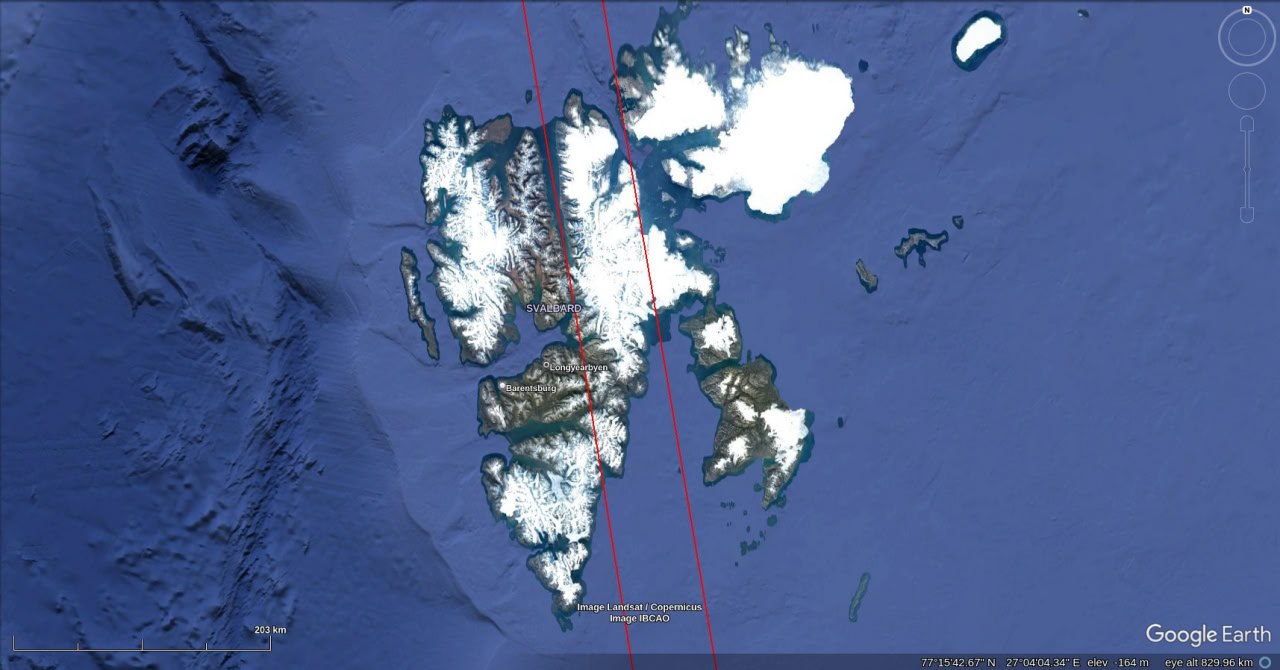 N
SVALBARD
Longyearbyen
Barentsburg
Image Landsat / Copernicus
Image IBCAO
203 km
Google Earth
77°15'42.67" N 27°04'04.34" E elev -164 m eye alt 829.96 km